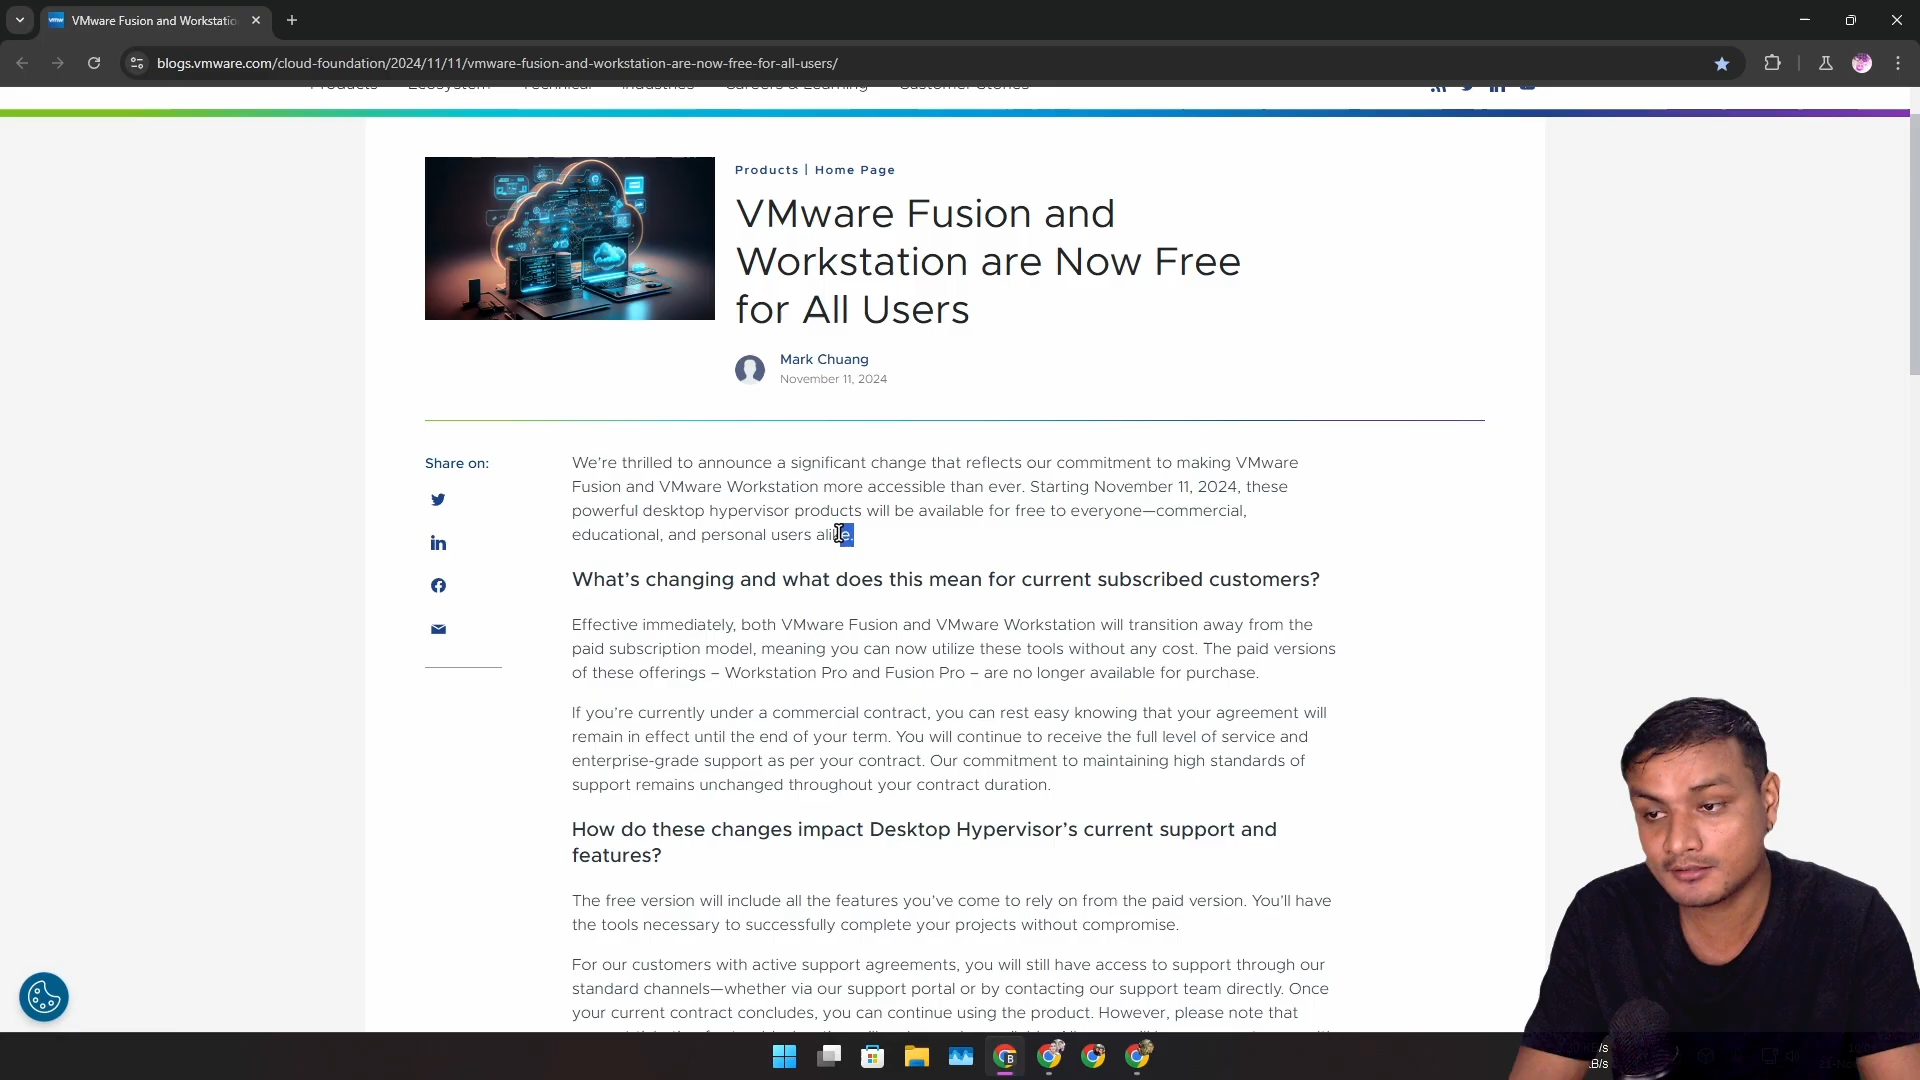 VMware Fusion and Workstatio
blogs.vmware.com/cloud-foundation/2024/11/11/vmware-fusion-and-workstation-are-now-free-for-all-users/
Products Ecosystem Technical Industries Careers & Learning Customer Stories
Products | Home Page
VMware Fusion and
Workstation are Now Free
for All Users
Mark Chuang
November 11, 2024
Share on:
We're thrilled to announce a significant change that reflects our commitment to making VMware
Fusion and VMware Workstation more accessible than ever. Starting November 11, 2024, these
powerful desktop hypervisor products will be available for free to everyone—commercial,
educational, and personal users alike.
What's changing and what does this mean for current subscribed customers?
Effective immediately, both VMware Fusion and VMware Workstation will transition away from the
paid subscription model, meaning you can now utilize these tools without any cost. The paid versions
of these offerings – Workstation Pro and Fusion Pro – are no longer available for purchase.
If you're currently under a commercial contract, you can rest easy knowing that your agreement will
remain in effect until the end of your term. You will continue to receive the full level of service and
enterprise-grade support as per your contract. Our commitment to maintaining high standards of
support remains unchanged throughout your contract duration.
How do these changes impact Desktop Hypervisor's current support and
features?
The free version will include all the features you've come to rely on from the paid version. You'll have
the tools necessary to successfully complete your projects without compromise.
For our customers with active support agreements, you will still have access to support through our
standard channels—whether via our support portal or by contacting our support team directly. Once
your current contract concludes, you can continue using the product. However, please note that